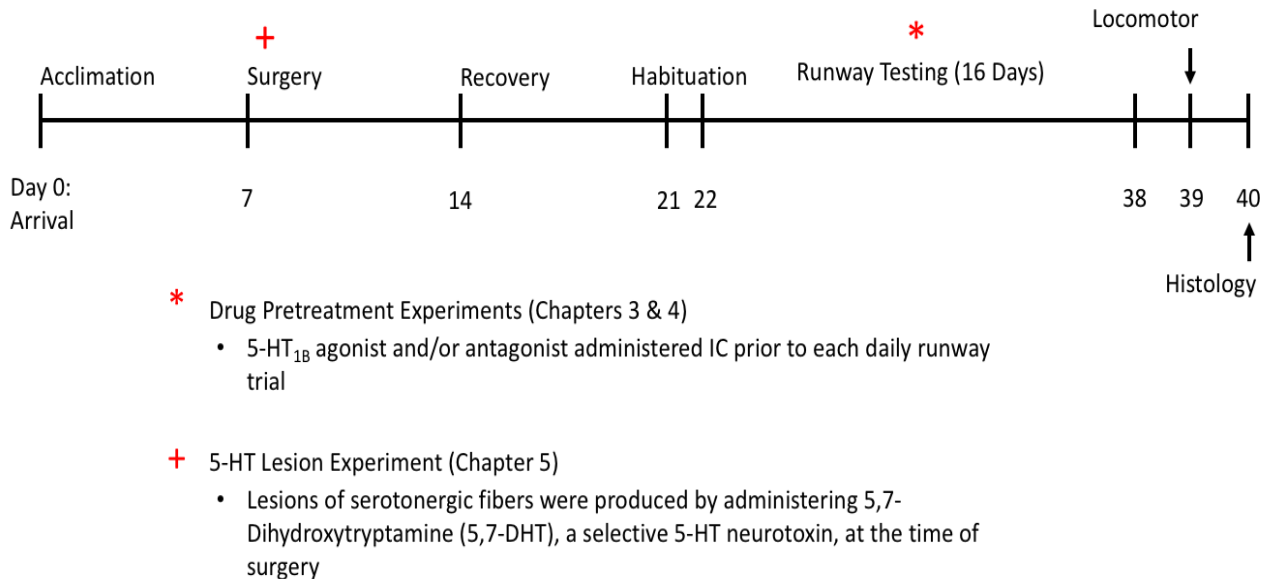 Locomotor
+
*
Acclimation Surgery Recovery Habituation Runway Testing (16 Days)
Day 0:
Arrival
7 14 21 22 38 39 40
Histology
* Drug Pretreatment Experiments (Chapters 3 & 4)
• 5-HT1B agonist and/or antagonist administered IC prior to each daily runway
trial
+ 5-HT Lesion Experiment (Chapter 5)
• Lesions of serotonergic fibers were produced by administering 5,7-
Dihydroxytryptamine (5,7-DHT), a selective 5-HT neurotoxin, at the time of
surgery